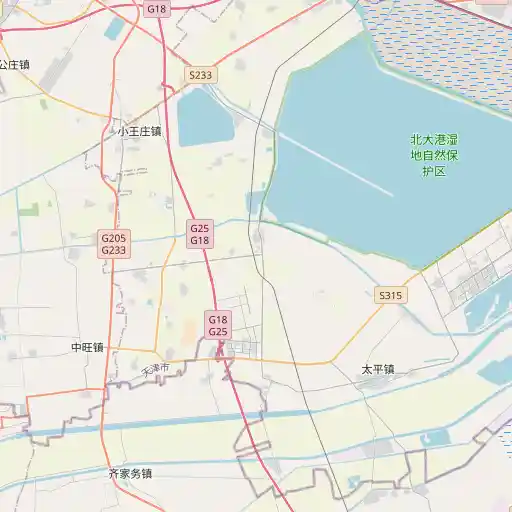 G18
公庄镇
S233
小王庄镇
北大港湿
地自然保
护区
G25
G18
G205
G233
S315
G18
G25
中旺镇
天津市
太平镇
齐家务镇